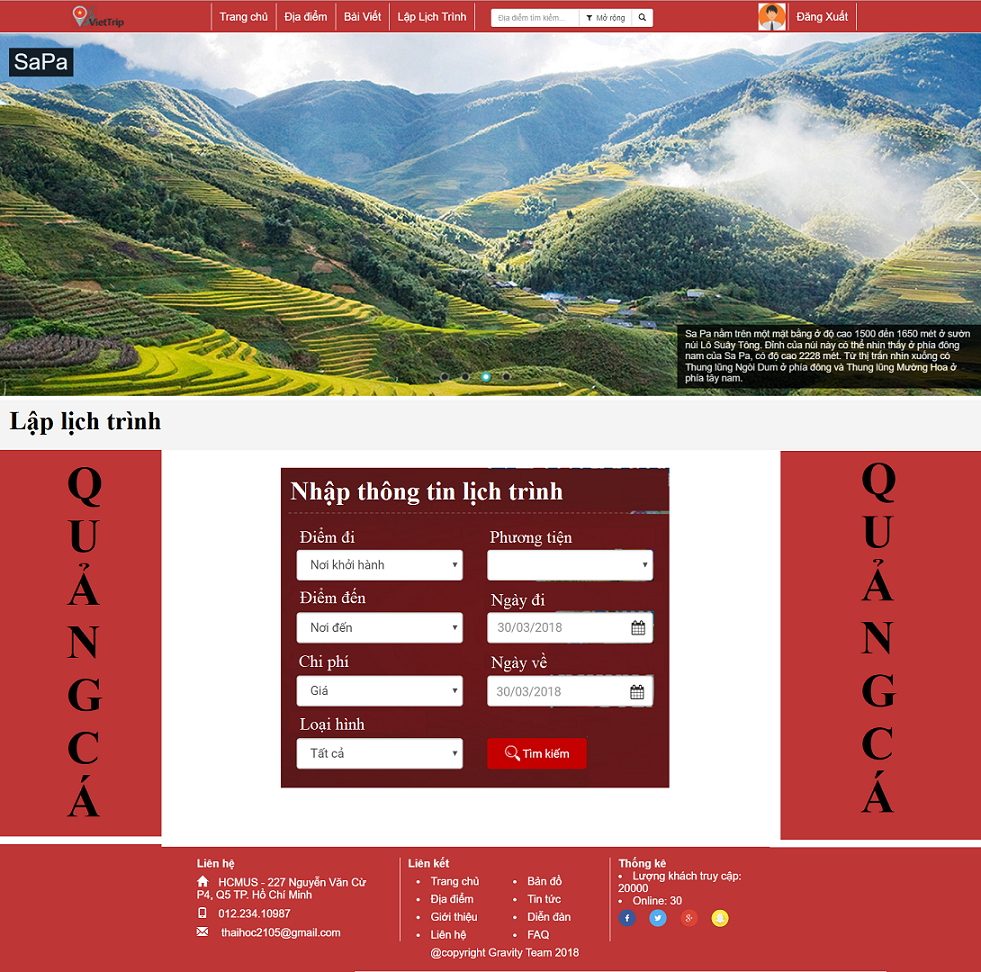 VietTrip
Trang chủ
Địa điểm
Bài Viết
Lập Lịch Trình
Địa điểm tìm kiếm...
Mở rộng
Đăng Xuất
SaPa
Sa Pa nằm trên một mặt bằng ở độ cao 1500 đến 1650 mét ở sườn
núi Lô Suây Tông. Đỉnh của núi này có thể nhìn thấy ở phía đông
nam của Sa Pa, có độ cao 2228 mét. Từ thị trấn nhìn xuống có
Thung lũng Ngòi Dum ở phía đông và Thung lũng Mường Hoa ở
phía tây nam.
Lập lịch trình
Q
U
Ả
N
G
C
Á
Nhập thông tin lịch trình
Điểm đi
Nơi khởi hành
Phương tiện
Điểm đến
Nơi đến
Ngày đi
30/03/2018
Chi phí
Giá
Ngày về
30/03/2018
Loại hình
Tất cả
Tìm kiếm
Q
U
Ả
N
G
C
Á
Liên hệ
HCMUS - 227 Nguyễn Văn Cừ
P4, Q5 TP. Hồ Chí Minh
012.234.10987
thaihoc2105@gmail.com
Liên kết
Trang chủ
Địa điểm
Giới thiệu
Liên hệ
Bản đồ
Tin tức
Diễn đàn
FAQ
@copyright Gravity Team 2018
Thống kê
Lượng khách truy cập:
20000
Online: 30